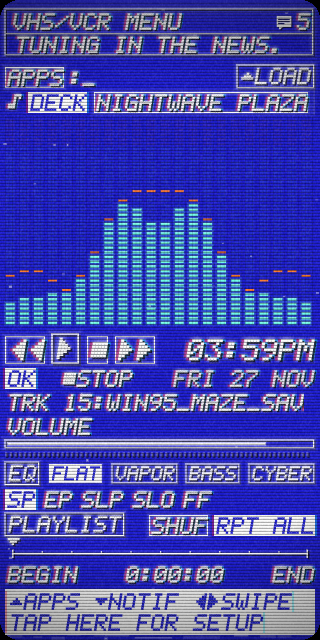 VHS/VCR MENU 5
TUNING IN THE NEWS.
APPS:_ LOAD
DECK NIGHTWAVE PLAZA
03:59PM
OK STOP FRI 27 NOV
TRK 15:WIN95_MAZE_SAV
VOLUME
EQ FLAT VAPOR BASS CYBER
SP EP SLP SLO FF
PLAYLIST SHUF RPT ALL
BEGIN 0:00:00 END
APPS NOTIF SWIPE
TAP HERE FOR SETUP